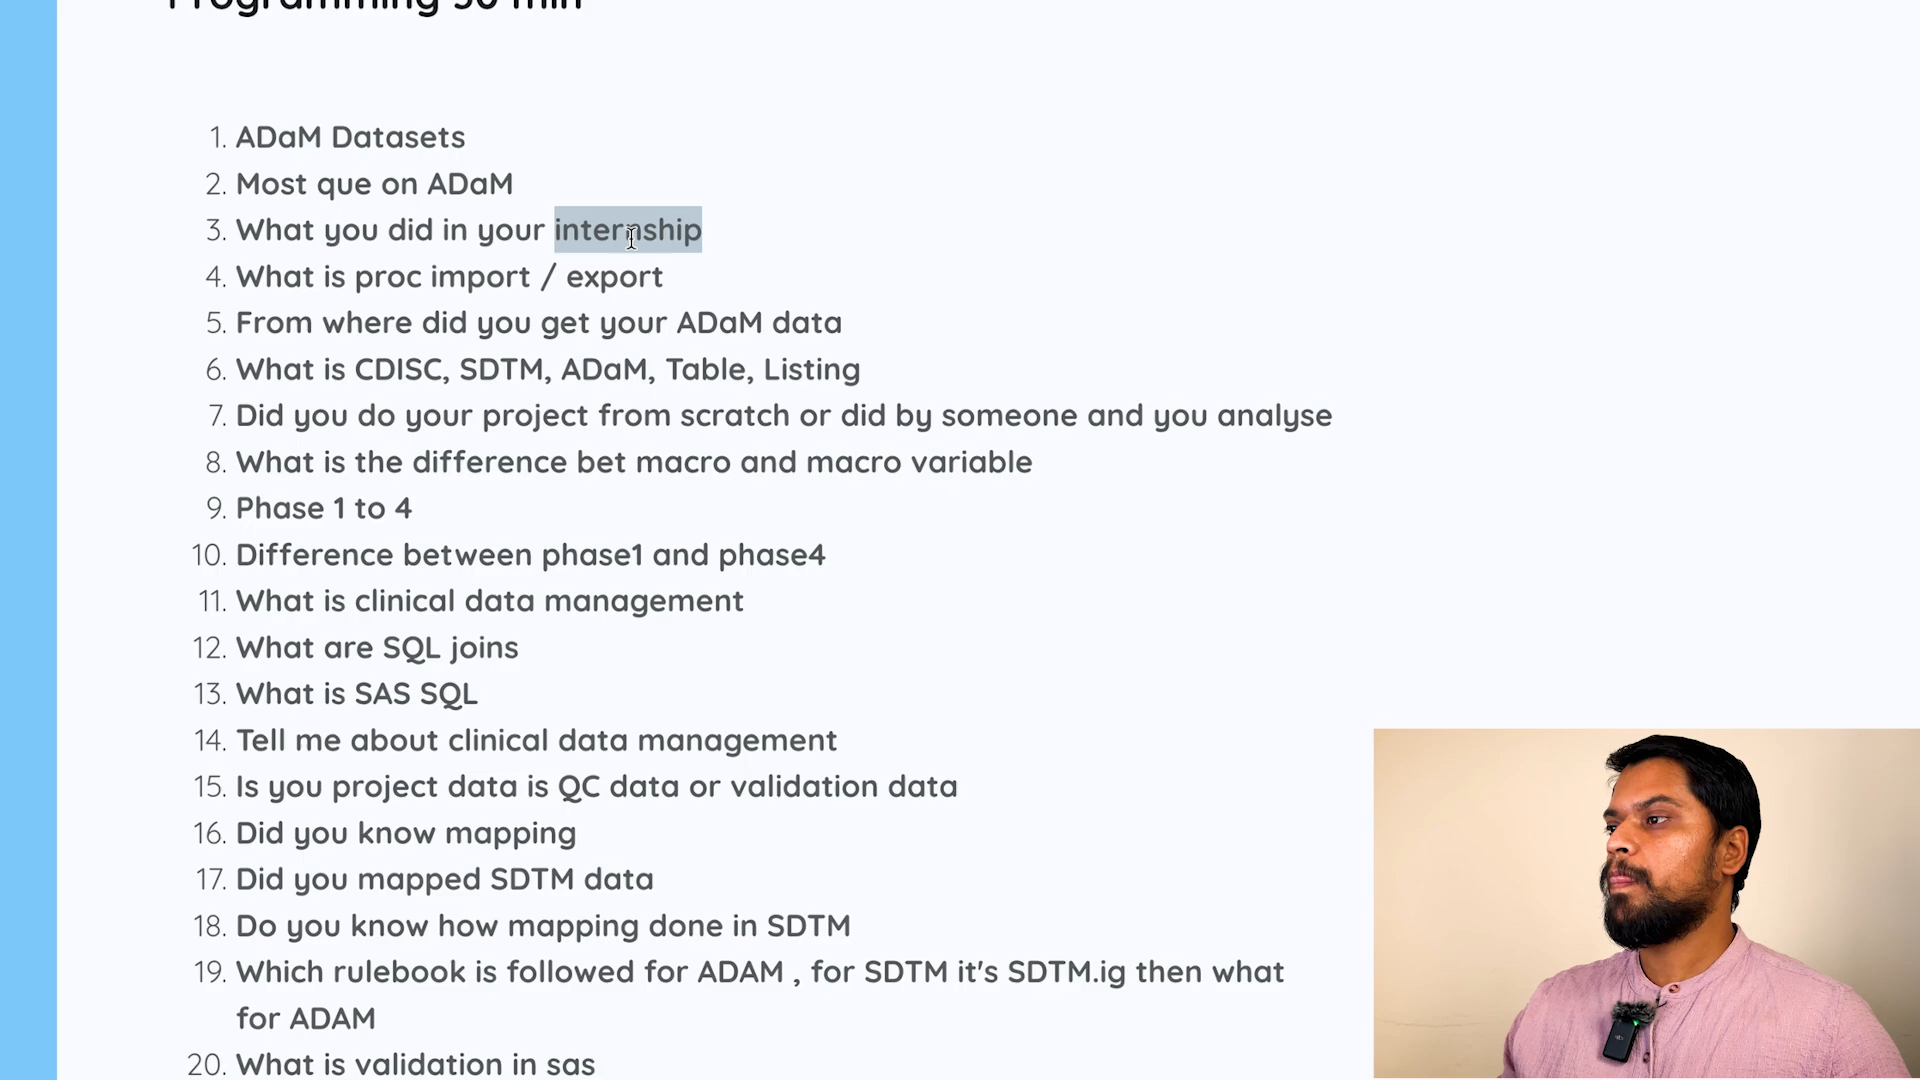 Programming 30 min
1. ADaM Datasets
2. Most que on ADaM
3. What you did in your internship
4. What is proc import / export
5. From where did you get your ADaM data
6. What is CDISC, SDTM, ADaM, Table, Listing
7. Did you do your project from scratch or did by someone and you analyse
8. What is the difference bet macro and macro variable
9. Phase 1 to 4
10. Difference between phase1 and phase4
11. What is clinical data management
12. What are SQL joins
13. What is SAS SQL
14. Tell me about clinical data management
15. Is you project data is QC data or validation data
16. Did you know mapping
17. Did you mapped SDTM data
18. Do you know how mapping done in SDTM
19. Which rulebook is followed for ADAM , for SDTM it's SDTM.ig then what
for ADAM
20. What is validation in sas